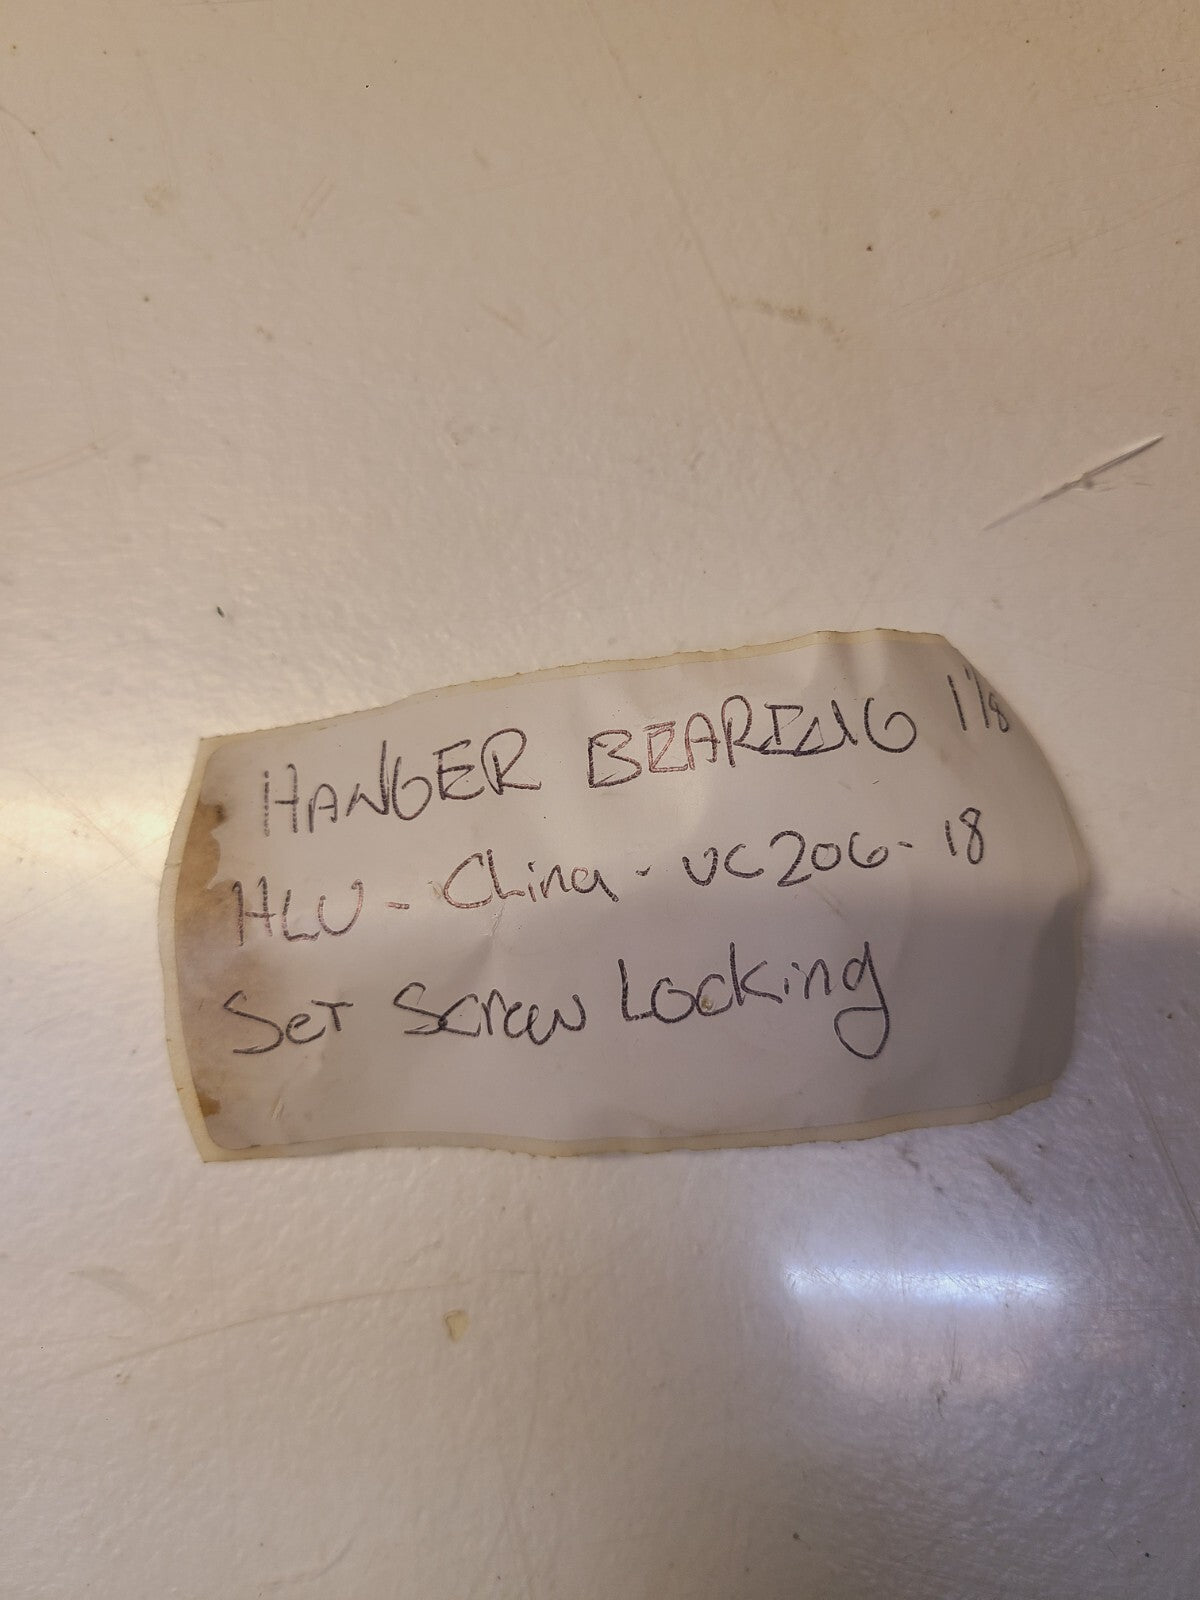 HANGER BEARING 1 1/8
HLU - China - UC206-18
Set Screw Locking